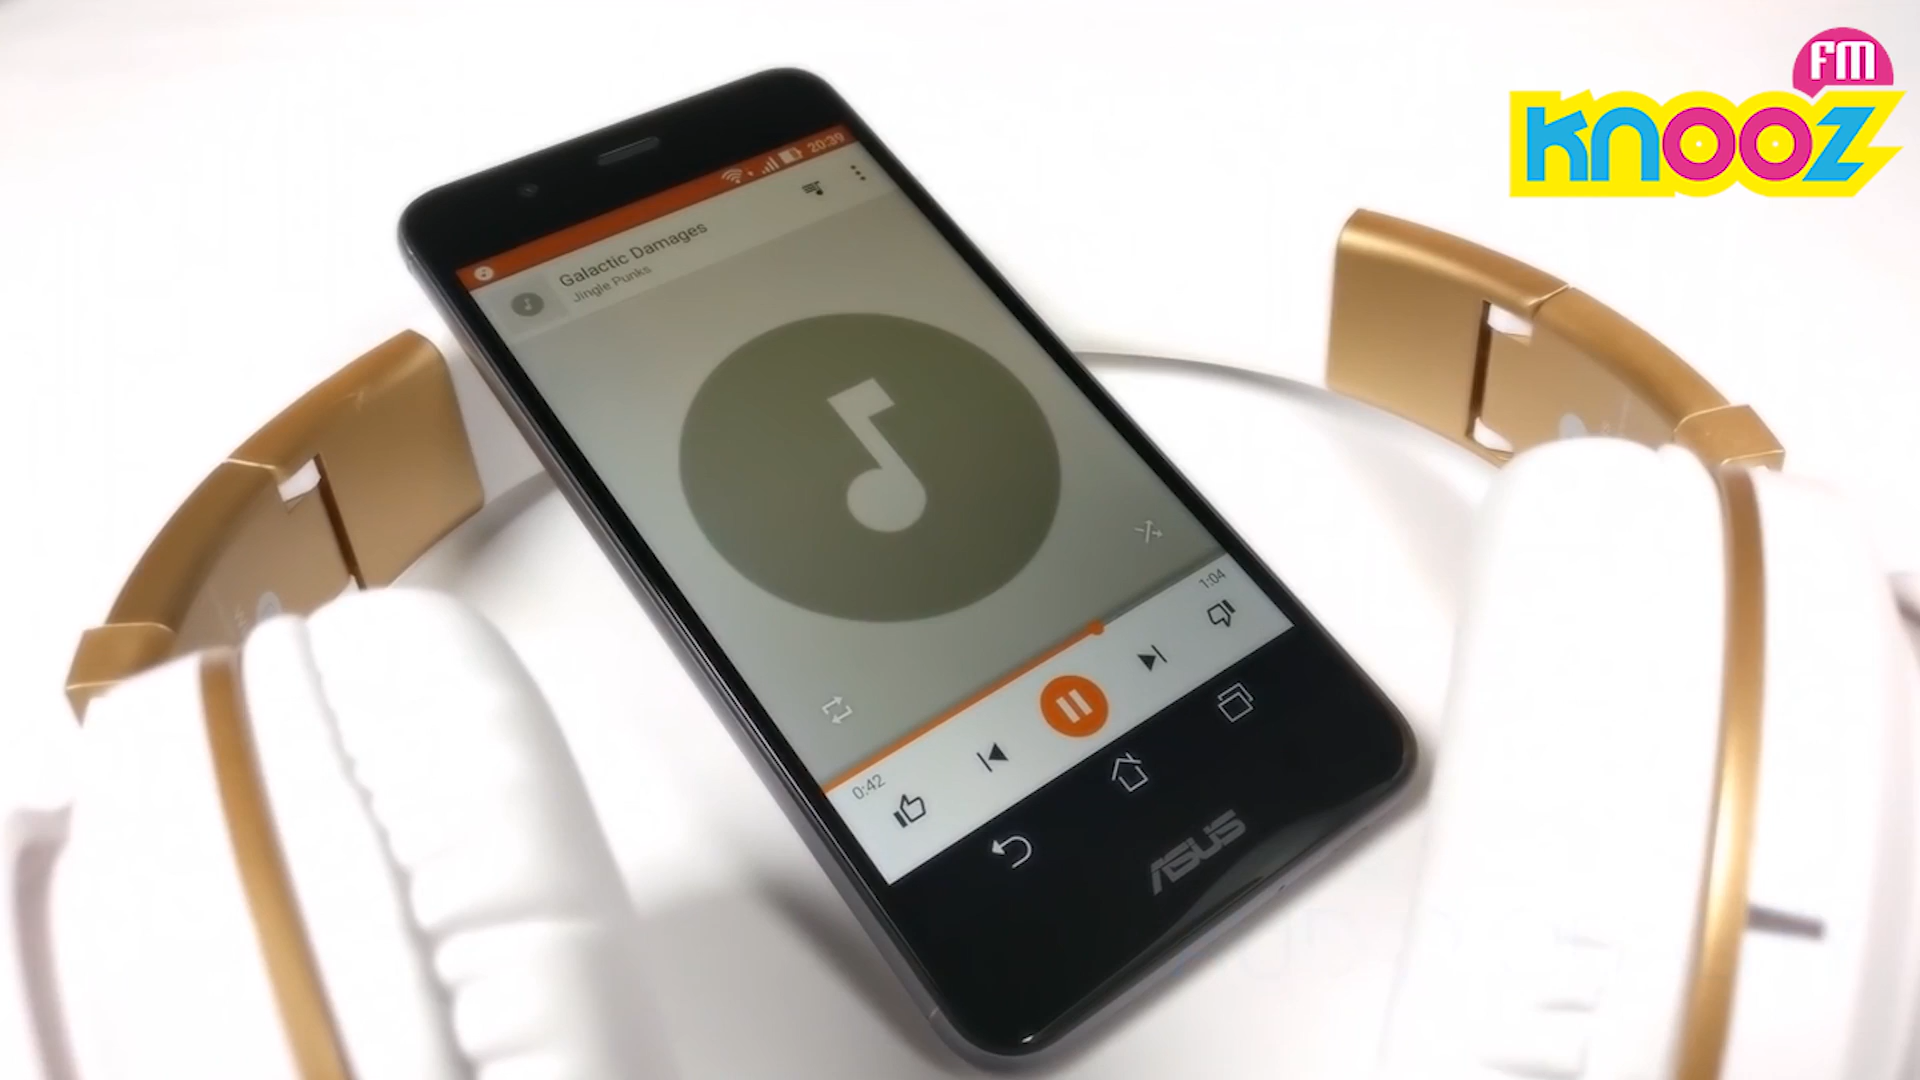 FM
KNOOZ
20:39
Galactic Damages
Jingle Punks
1:04
0:42
ASUS